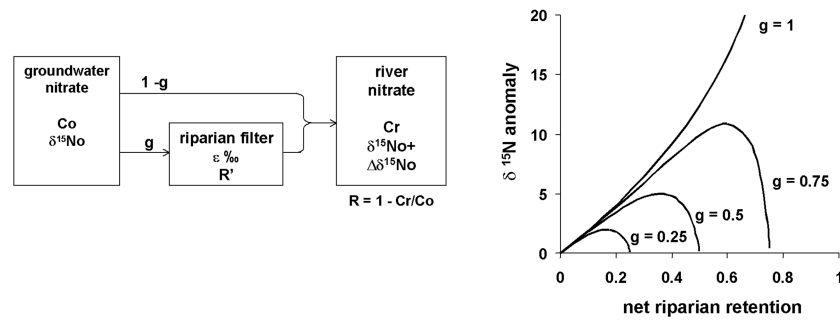 groundwater
nitrate
Co
δ¹⁵No
1 -g
g
riparian filter
ε ‰
R'
river
nitrate
Cr
δ¹⁵No+
Δδ¹⁵No
R = 1 - Cr/Co
δ ¹⁵N anomaly
20
15
10
5
0
g = 1
g = 0.75
g = 0.5
g = 0.25
0
0.2
0.4
0.6
0.8
1
net riparian retention